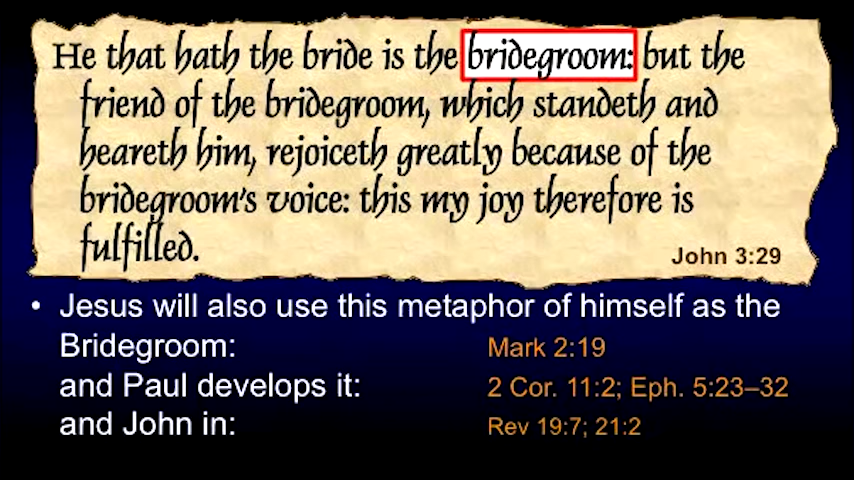 He that hath the bride is the bridegroom: but the
friend of the bridegroom, which standeth and
heareth him, rejoiceth greatly because of the
bridegroom's voice: this my joy therefore is
fulfilled.
John 3:29
• Jesus will also use this metaphor of himself as the
Bridegroom: Mark 2:19
and Paul develops it: 2 Cor. 11:2; Eph. 5:23–32
and John in: Rev 19:7; 21:2